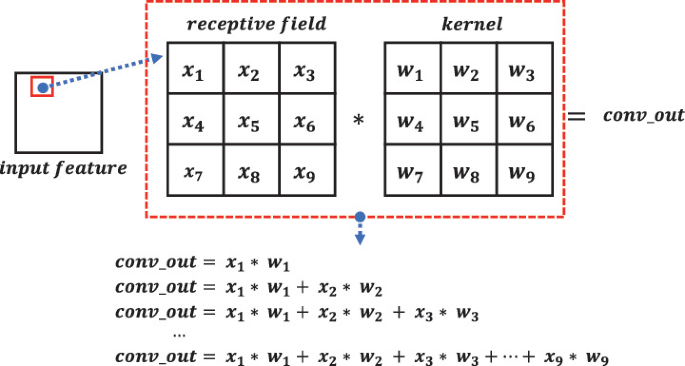 receptive field kernel
x₁ x₂ x₃ w₁ w₂ w₃
x₄ x₅ x₆ * w₄ w₅ w₆ = conv_out
x₇ x₈ x₉ w₇ w₈ w₉
input feature
conv_out = x₁ * w₁
conv_out = x₁ * w₁ + x₂ * w₂
conv_out = x₁ * w₁ + x₂ * w₂ + x₃ * w₃
...
conv_out = x₁ * w₁ + x₂ * w₂ + x₃ * w₃ + ⋯ + x₉ * w₉